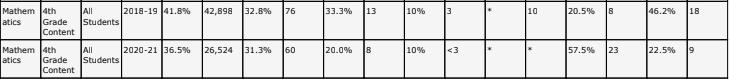 Mathem atics 4th Grade Content All Students 2018-19 41.8% 42,898 32.8% 76 33.3% 13 10% 3 * 10 20.5% 8 46.2% 18
Mathem atics 4th Grade Content All Students 2020-21 36.5% 26,524 31.3% 60 20.0% 8 10% <3 * * 57.5% 23 22.5% 9